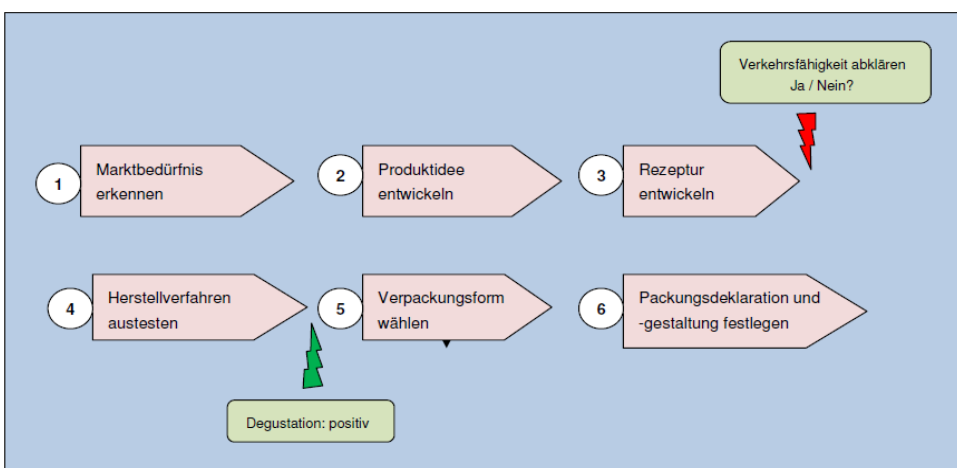 Verkehrsfähigkeit abklären
Ja / Nein?
1
Marktbedürfnis
erkennen
2
Produktidee
entwickeln
3
Rezeptur
entwickeln
4
Herstellverfahren
austesten
5
Verpackungsform
wählen
6
Packungsdeklaration und
-gestaltung festlegen
Degustation: positiv